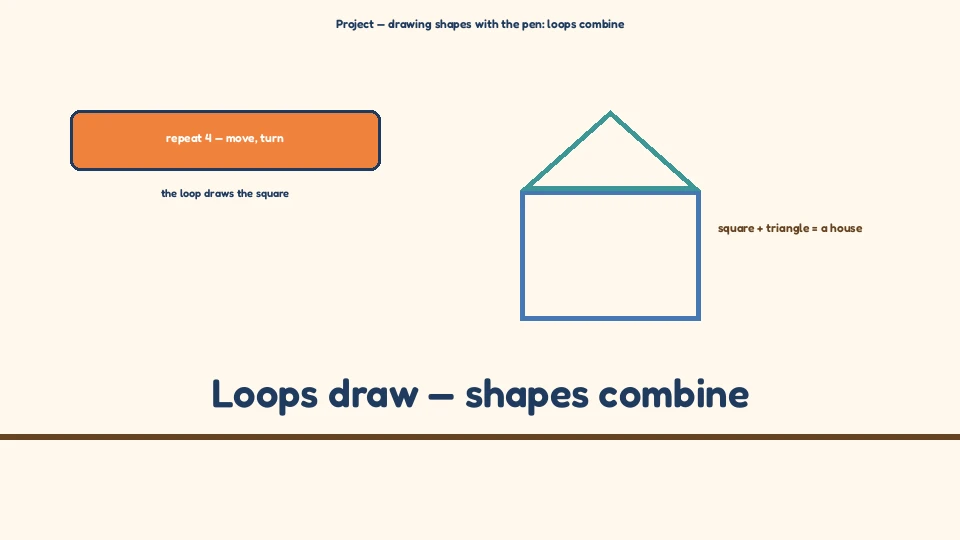 Project — drawing shapes with the pen: loops combine
repeat 4 — move, turn
the loop draws the square
square + triangle = a house
Loops draw — shapes combine